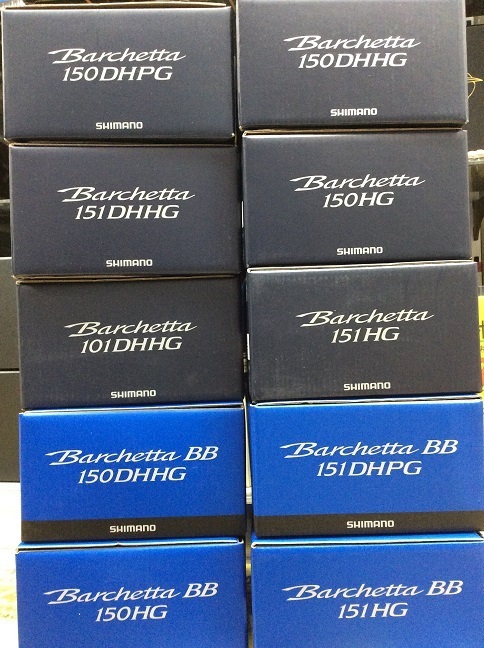 Barchetta
150DHPG
SHIMANO
Barchetta
150DHHG
SHIMANO
Barchetta
151DHHG
SHIMANO
Barchetta
150HG
SHIMANO
Barchetta
101DHHG
SHIMANO
Barchetta
151HG
SHIMANO
Barchetta BB
150DHHG
SHIMANO
Barchetta BB
151DHPG
SHIMANO
Barchetta BB
150HG
Barchetta BB
151HG